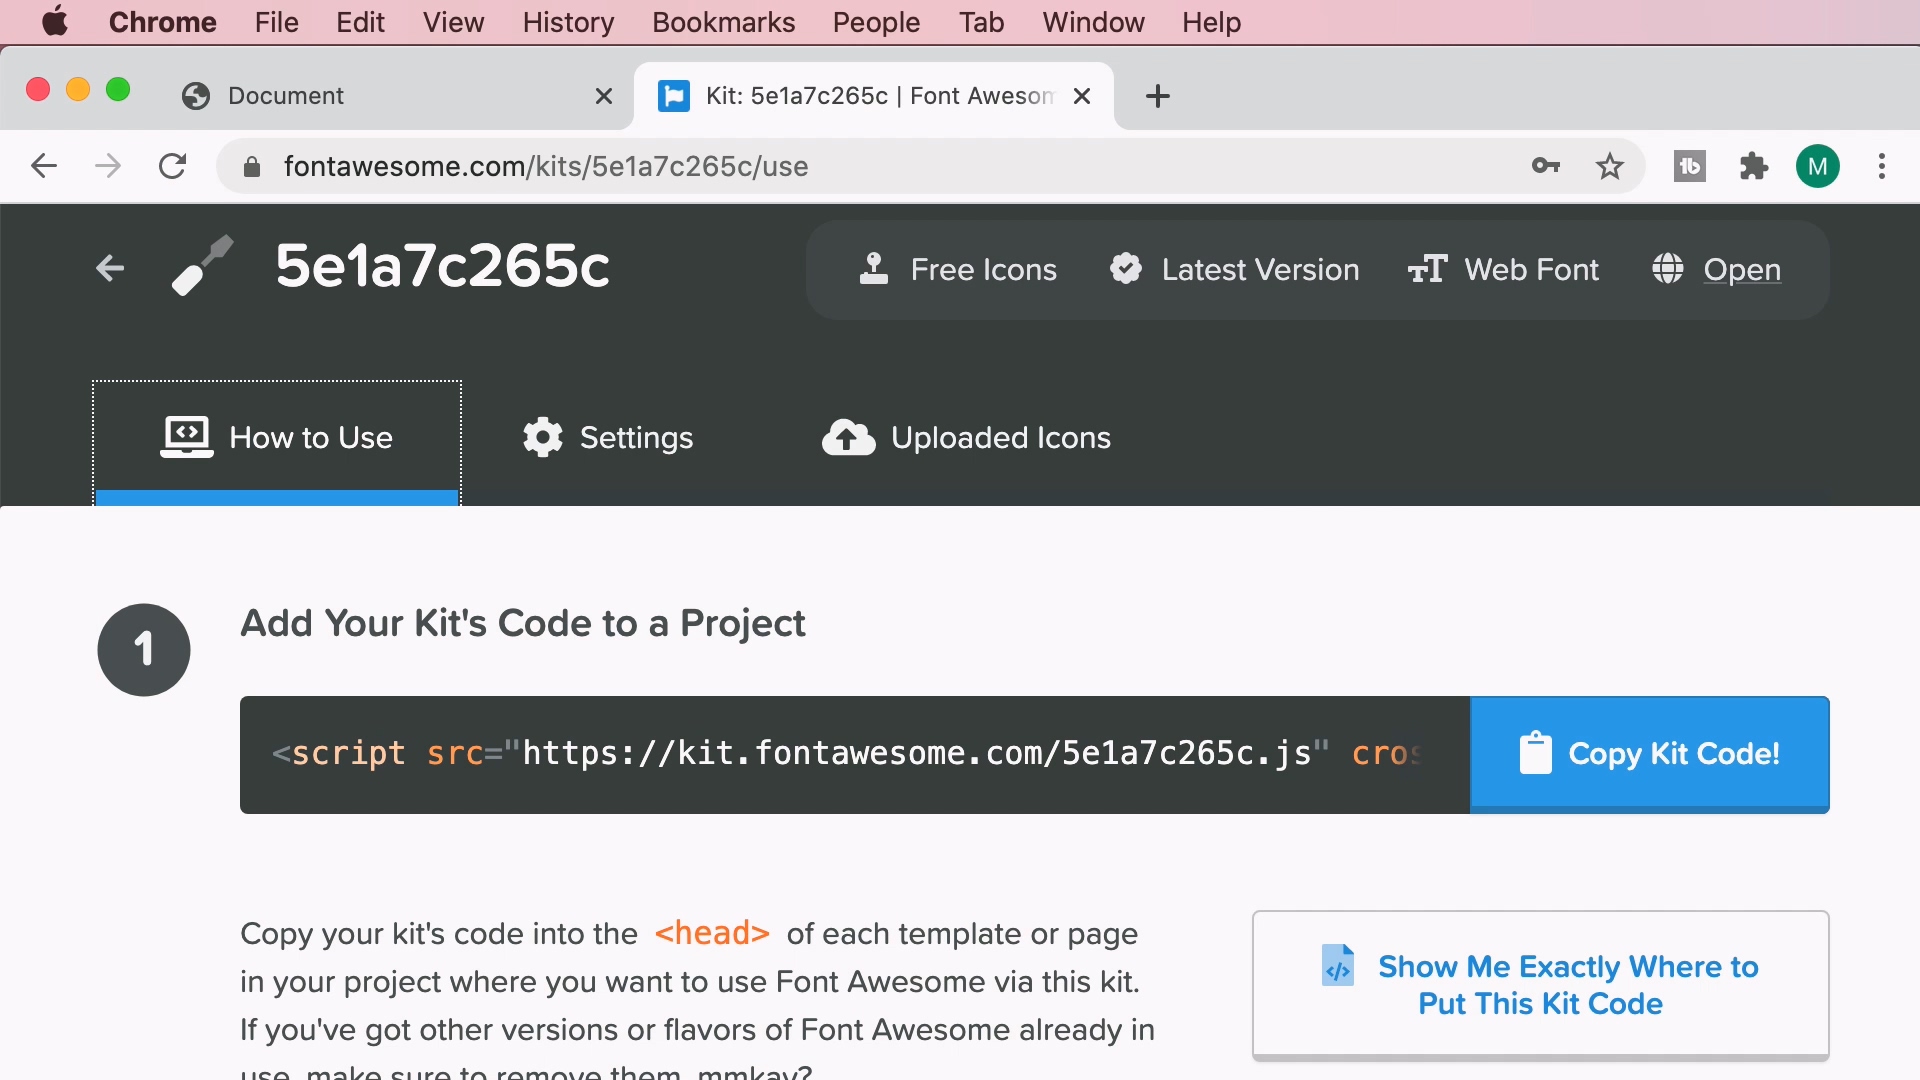 Chrome File Edit View History Bookmarks People Tab Window Help
Document
Kit: 5e1a7c265c | Font Awesom
fontawesome.com/kits/5e1a7c265c/use
M
5e1a7c265c
Free Icons
Latest Version
Web Font
Open
How to Use
Settings
Uploaded Icons
1
Add Your Kit's Code to a Project
<script src="https://kit.fontawesome.com/5e1a7c265c.js" cros
Copy Kit Code!
Copy your kit's code into the <head> of each template or page
in your project where you want to use Font Awesome via this kit.
If you've got other versions or flavors of Font Awesome already in
use, make sure to remove them, mmkay?
Show Me Exactly Where to
Put This Kit Code